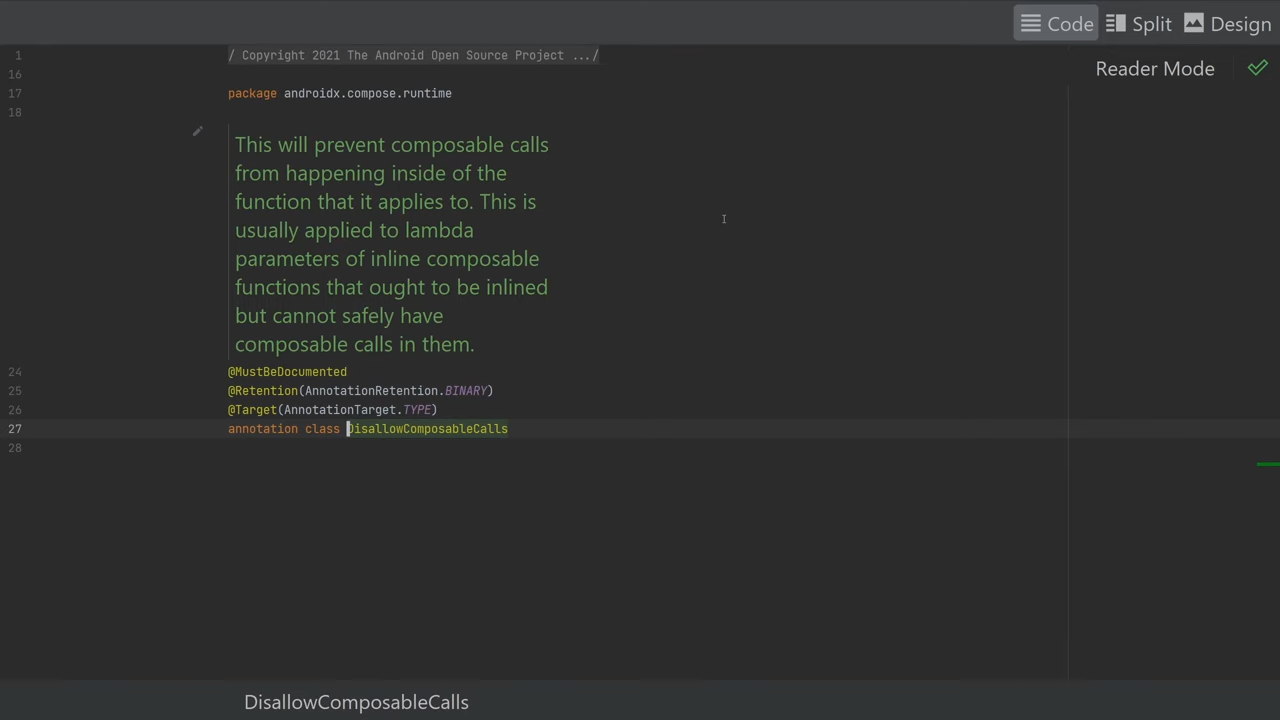 Code Split Design
Reader Mode
1 / Copyright 2021 The Android Open Source Project .../
16
17 package androidx.compose.runtime
18
This will prevent composable calls
from happening inside of the
function that it applies to. This is
usually applied to lambda
parameters of inline composable
functions that ought to be inlined
but cannot safely have
composable calls in them.
24 @MustBeDocumented
25 @Retention(AnnotationRetention.BINARY)
26 @Target(AnnotationTarget.TYPE)
27 annotation class DisallowComposableCalls
28
DisallowComposableCalls